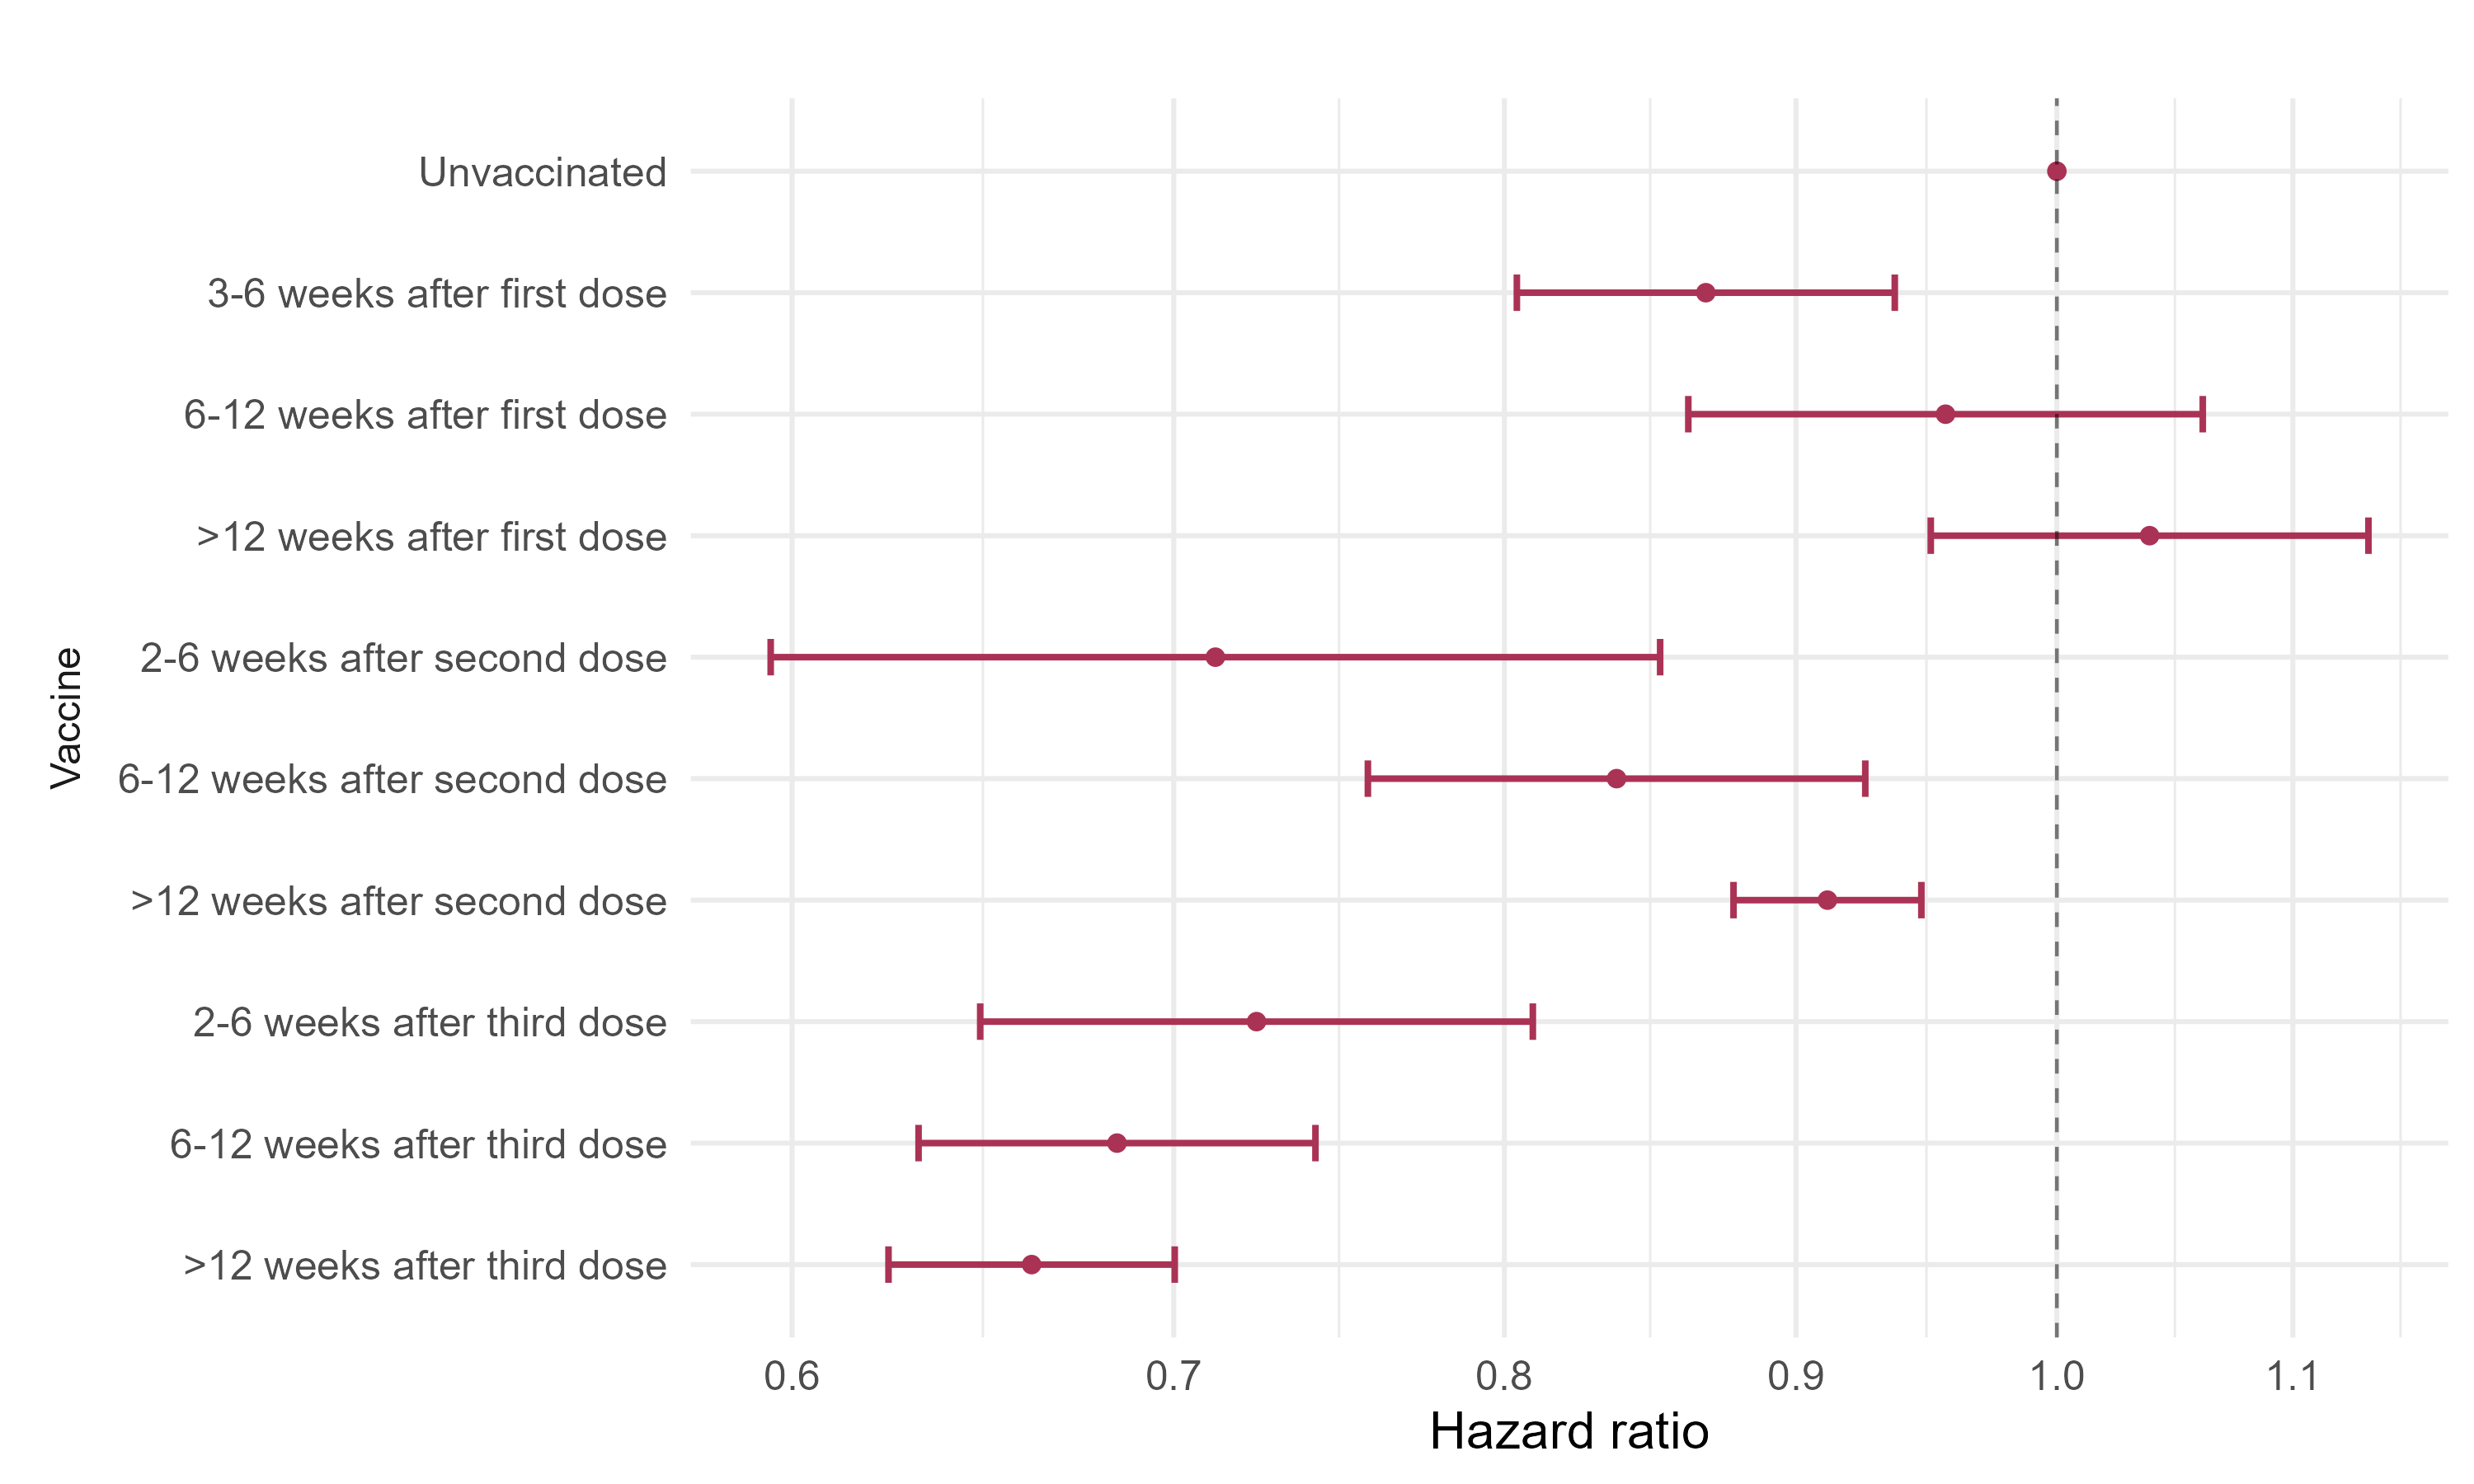 Vaccine
Unvaccinated
3-6 weeks after first dose
6-12 weeks after first dose
>12 weeks after first dose
2-6 weeks after second dose
6-12 weeks after second dose
>12 weeks after second dose
2-6 weeks after third dose
6-12 weeks after third dose
>12 weeks after third dose
0.6 0.7 0.8 0.9 1.0 1.1
Hazard ratio